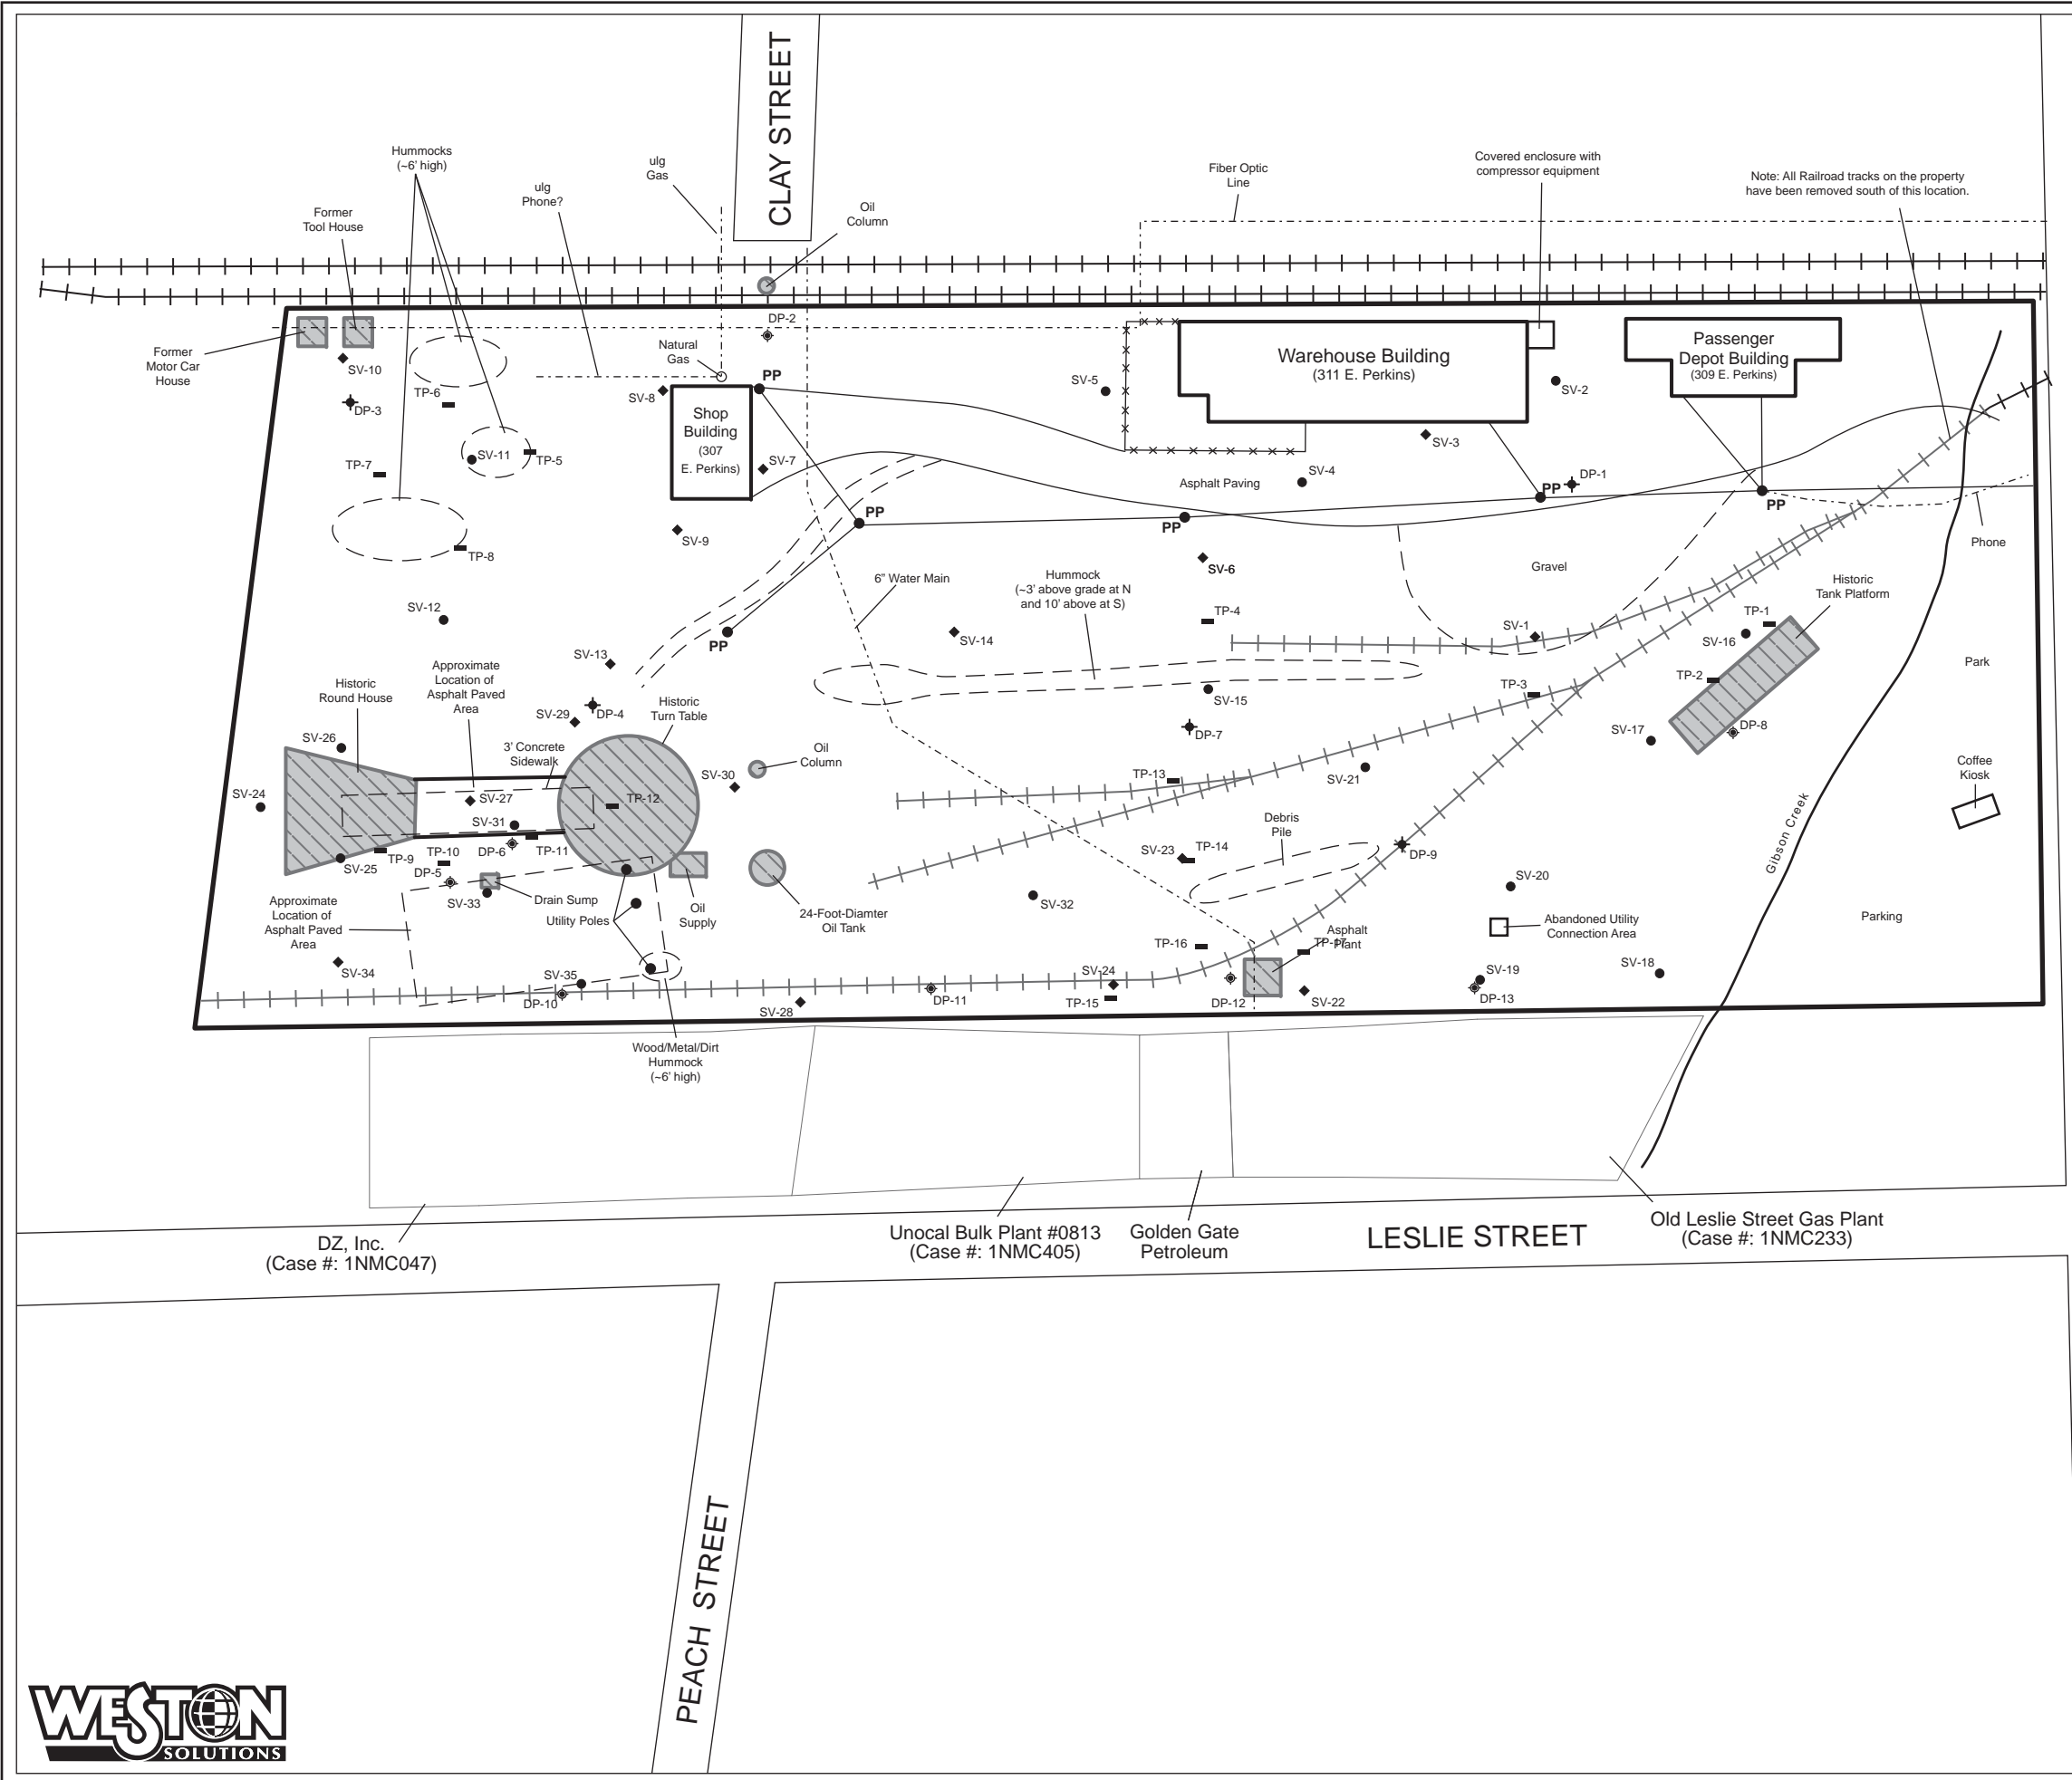 CLAY STREET
Hummocks
(~6' high)
ulg
Gas
ulg
Phone?
Former
Tool House
Oil
Column
Fiber Optic
Line
Covered enclosure with
compressor equipment
Note: All Railroad tracks on the property
have been removed south of this location.
Former
Motor Car
House
SV-10
DP-3
TP-6
SV-11
TP-5
TP-7
TP-8
DP-2
Natural
Gas
PP
SV-8
Shop
Building
(307
E. Perkins)
SV-7
SV-9
PP
PP
SV-5
Warehouse Building
(311 E. Perkins)
SV-3
SV-4
Asphalt Paving
SV-2
Passenger
Depot Building
(309 E. Perkins)
DP-1
PP
PP
PP
Phone
SV-6
Gravel
6" Water Main
Hummock
(~3' above grade at N
and 10' above at S)
TP-4
SV-14
SV-1
Historic
Tank Platform
TP-1
SV-16
TP-2
TP-3
SV-17
DP-8
Park
SV-12
SV-13
Approximate
Location of
Asphalt Paved
Area
Historic
Round House
SV-29
DP-4
Historic
Turn Table
3' Concrete
Sidewalk
SV-26
SV-24
SV-27
SV-31
TP-12
SV-30
Oil
Column
SV-15
DP-7
TP-13
SV-21
Coffee
Kiosk
Gibson Creek
Debris
Pile
SV-23
TP-14
DP-9
SV-25
TP-9
TP-10
DP-6
TP-11
DP-5
SV-33
Drain Sump
Utility Poles
Oil
Supply
24-Foot-Diamter
Oil Tank
SV-32
SV-20
Abandoned Utility
Connection Area
Parking
Approximate
Location of
Asphalt Paved
Area
SV-34
SV-35
DP-10
SV-28
DP-11
SV-24
TP-15
TP-16
TP-17
Asphalt
Plant
DP-12
SV-22
SV-19
DP-13
SV-18
Wood/Metal/Dirt
Hummock
(~6' high)
DZ, Inc.
(Case #: 1NMC047)
Unocal Bulk Plant #0813
(Case #: 1NMC405)
Golden Gate
Petroleum
LESLIE STREET
Old Leslie Street Gas Plant
(Case #: 1NMC233)
PEACH STREET
WESTON
SOLUTIONS